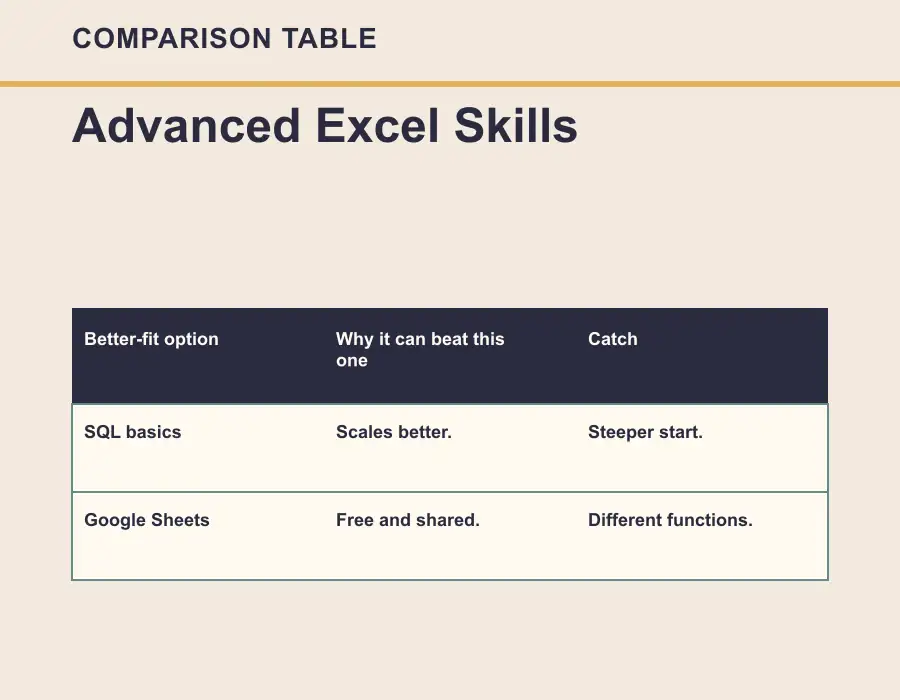 COMPARISON TABLE
Advanced Excel Skills
Better-fit option
Why it can beat this
one
Catch
SQL basics
Scales better.
Steeper start.
Google Sheets
Free and shared.
Different functions.